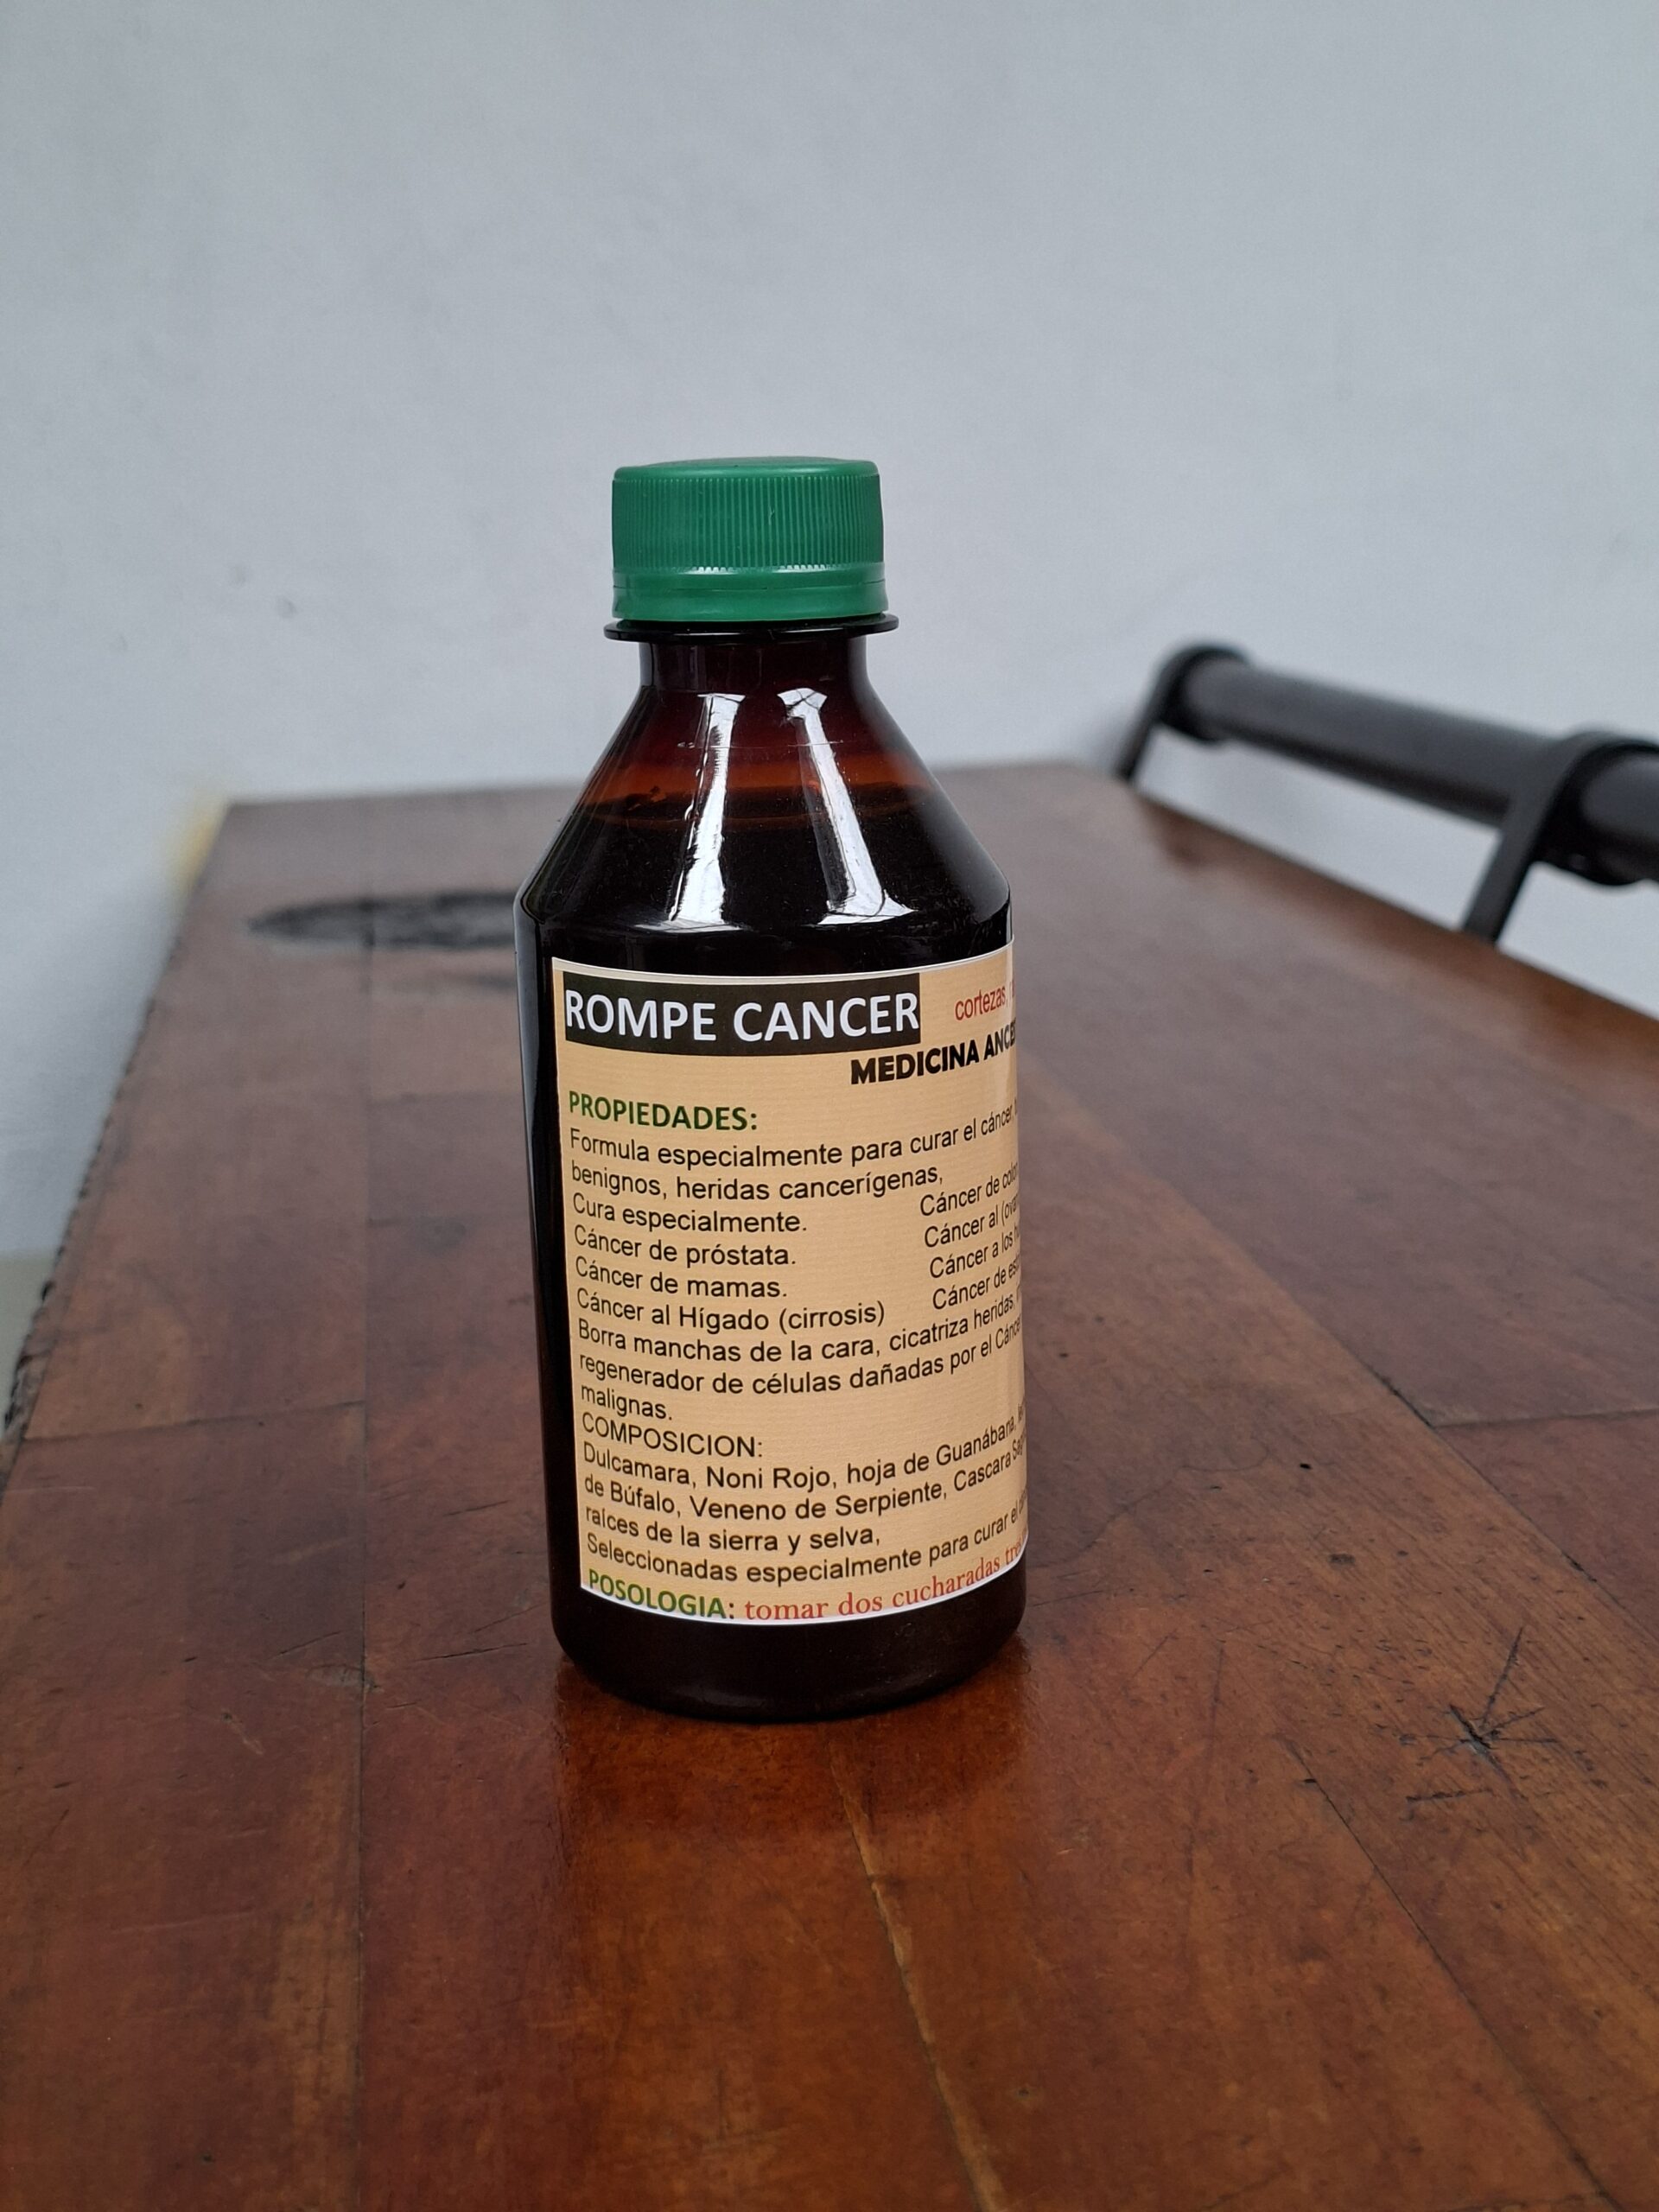 ROMPE CANCER
cortezas,
MEDICINA
PROPIEDADES:
Formula especialmente para curar el cáncer,
benignos, heridas cancerígenas,
Cura especialmente.
Cáncer de
Cáncer de próstata.
Cáncer al
Cáncer de mamas.
Cáncer a los
Cáncer al Hígado (cirrosis)
Cáncer de
Borra manchas de la cara, cicatriza heridas,
regenerador de células dañadas por el Cáncer
malignas.
COMPOSICION:
Dulcamara, Noni Rojo, hoja de Guanábana,
de Búfalo, Veneno de Serpiente, Cascara
raíces de la sierra y selva,
Seleccionadas especialmente para curar el
POSOLOGIA: tomar dos cucharadas